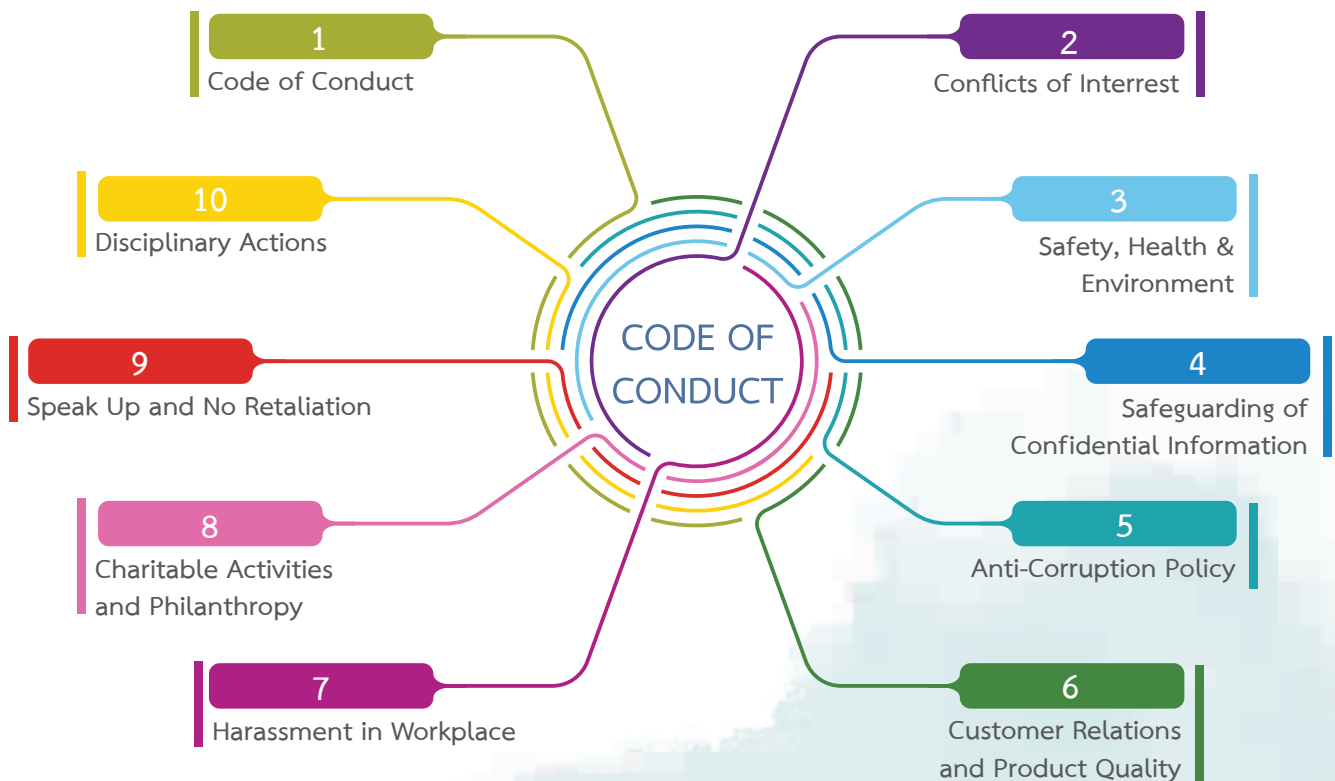 1
Code of Conduct
2
Conflicts of Interrest
10
Disciplinary Actions
3
Safety, Health &
Environment
CODE OF
CONDUCT
9
Speak Up and No Retaliation
4
Safeguarding of
Confidential Information
8
Charitable Activities
and Philanthropy
5
Anti-Corruption Policy
7
Harassment in Workplace
6
Customer Relations
and Product Quality